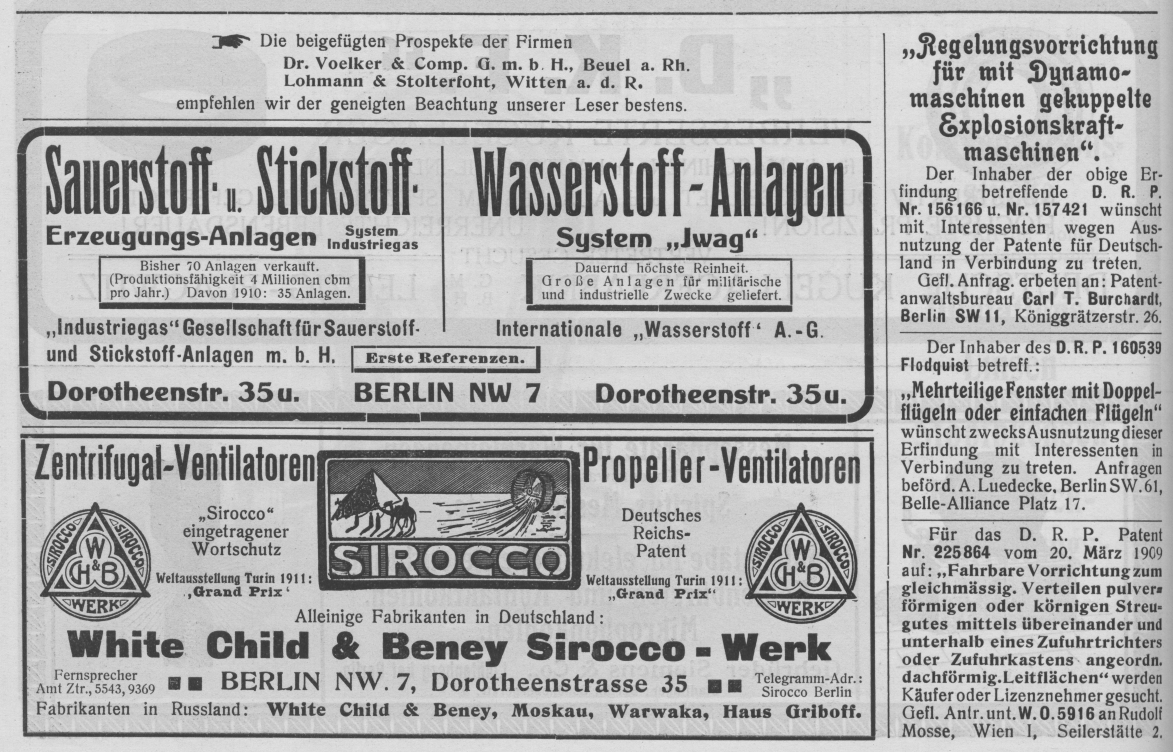 Die beigefügten Prospekte der Firmen
Dr. Voelker & Comp. G. m. b. H., Beuel a. Rh.
Lohmann & Stolterfoht, Witten a. d. R.
empfehlen wir der geneigten Beachtung unserer Leser bestens.
Sauerstoff- u. Stickstoff-
Erzeugungs-Anlagen System Industriegas
Bisher 70 Anlagen verkauft.
(Produktionsfähigkeit 4 Millionen cbm
pro Jahr.) Davon 1910: 35 Anlagen.
„Industriegas" Gesellschaft für Sauerstoff-
und Stickstoff-Anlagen m. b. H.
Wasserstoff-Anlagen
System „Jwag"
Dauernd höchste Reinheit.
Große Anlagen für militärische
und industrielle Zwecke geliefert.
Internationale „Wasserstoff' A.-G.
Erste Referenzen.
Dorotheenstr. 35u. BERLIN NW 7 Dorotheenstr. 35u.
Zentrifugal-Ventilatoren
„Sirocco"
eingetragener
Wortschutz
Weltausstellung Turin 1911:
‚Grand Prix'
SIROCCO
WERK
SIROCCO
W
CH&B
SIROCCO
Propeller-Ventilatoren
Deutsches
Reichs-
Patent
Weltausstellung Turin 1911:
„Grand Prix"
SIROCCO
SIROCCO
W
CH&B
WERK
Alleinige Fabrikanten in Deutschland:
White Child & Beney Sirocco-Werk
Fernsprecher
Amt Ztr., 5543, 9369
BERLIN NW. 7, Dorotheenstrasse 35
Telegramm-Adr.:
Sirocco Berlin
Fabrikanten in Russland: White Child & Beney, Moskau, Warwaka, Haus Griboff.
„Regelungsvorrichtung
für mit Dynamo-
maschinen gekuppelte
Explosionskraft-
maschinen".
Der Inhaber der obige Er-
findung betreffende D. R. P.
Nr. 156166 u. Nr. 157421 wünscht
mit Interessenten wegen Aus-
nutzung der Patente für Deutsch-
land in Verbindung zu treten.
Gefl. Anfrag. erbeten an: Patent-
anwaltsbureau Carl T. Burchardt,
Berlin SW 11, Königgrätzerstr. 26.
Der Inhaber des D. R. P. 160539
Flodquist betreff.:
„Mehrteilige Fenster mit Doppel-
flügeln oder einfachen Flügeln"
wünscht zwecks Ausnutzung dieser
Erfindung mit Interessenten in
Verbindung zu treten. Anfragen
beförd. A. Luedecke, Berlin SW. 61,
Belle-Alliance Platz 17.
Für das D. R. P. Patent
Nr. 225864 vom 20. März 1909
auf: „Fahrbare Vorrichtung zum
gleichmässig. Verteilen pulver-
förmigen oder körnigen Streu-
gutes mittels übereinander und
unterhalb eines Zufuhrtrichters
oder Zufuhrkastens angeordn.
dachförmig. Leitflächen" werden
Käufer oder Lizenznehmer gesucht.
Gefl. Antr. unt. W. O. 5916 an Rudolf
Mosse, Wien I, Seilerstätte 2.